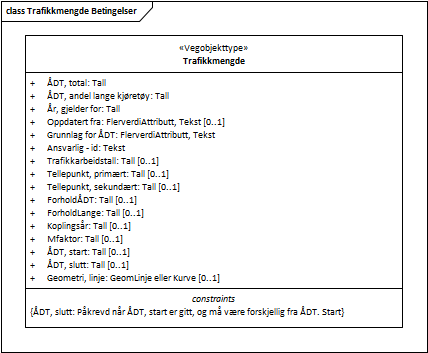 class Trafikkmengde Betingelser
«Vegobjekttype»
Trafikkmengde
+ ÅDT, total: Tall
+ ÅDT, andel lange kjøretøy: Tall
+ År, gjelder for: Tall
+ Oppdatert fra: FlerverdiAttributt, Tekst [0..1]
+ Grunnlag for ÅDT: FlerverdiAttributt, Tekst
+ Ansvarlig - id: Tekst
+ Trafikkarbeidstall: Tall [0..1]
+ Tellepunkt, primært: Tall [0..1]
+ Tellepunkt, sekundært: Tall [0..1]
+ ForholdÅDT: Tall [0..1]
+ ForholdLange: Tall [0..1]
+ Koplingsår: Tall [0..1]
+ Mfaktor: Tall [0..1]
+ ÅDT, start: Tall [0..1]
+ ÅDT, slutt: Tall [0..1]
+ Geometri, linje: GeomLinje eller Kurve [0..1]
constraints
{ÅDT, slutt: Påkrevd når ÅDT, start er gitt, og må være forskjellig fra ÅDT. Start}